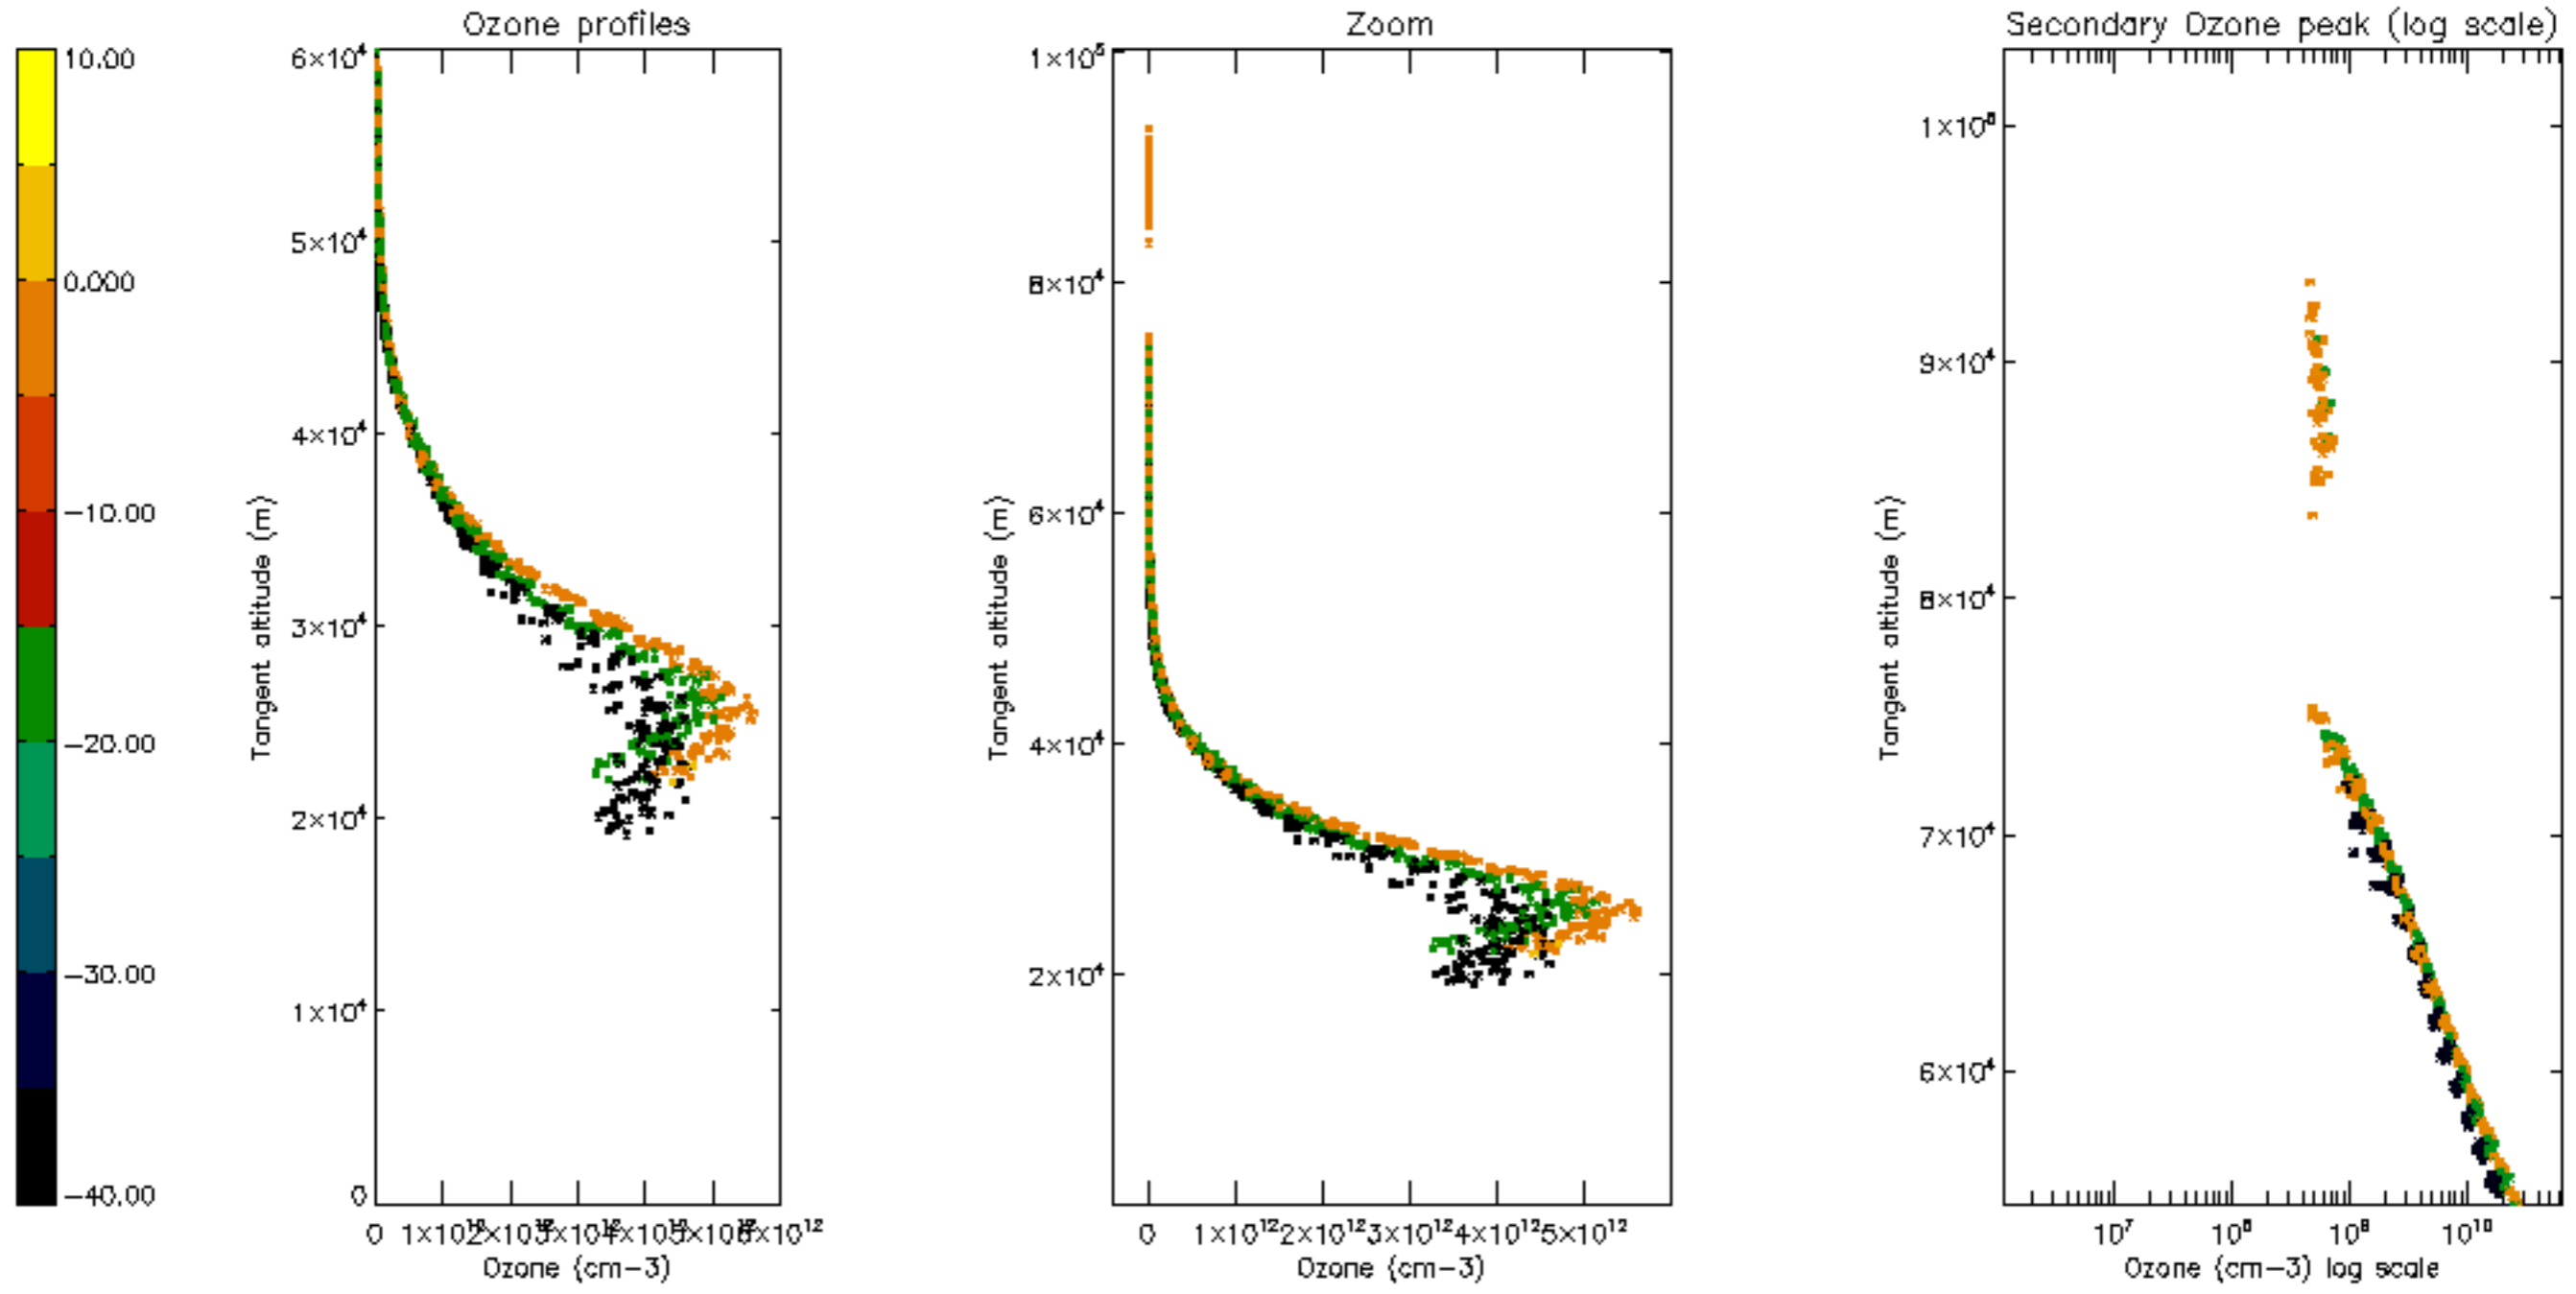 Ozone profiles
Zoom
Secondary Ozone peak (log scale)
10.00
0.000
−10.00
−20.00
−30.00
−40.00
6×10⁴
5×10⁴
4×10⁴
3×10⁴
2×10⁴
1×10⁴
0
Tangent altitude (m)
0
6×10¹²
Ozone (cm−3)
1×10⁵
8×10⁴
6×10⁴
4×10⁴
2×10⁴
Tangent altitude (m)
0 1×10¹² 2×10¹² 3×10¹² 4×10¹² 5×10¹²
Ozone (cm−3)
1×10⁵
9×10⁴
8×10⁴
7×10⁴
6×10⁴
Tangent altitude (m)
10⁷ 10⁸ 10⁹ 10¹⁰
Ozone (cm−3) log scale